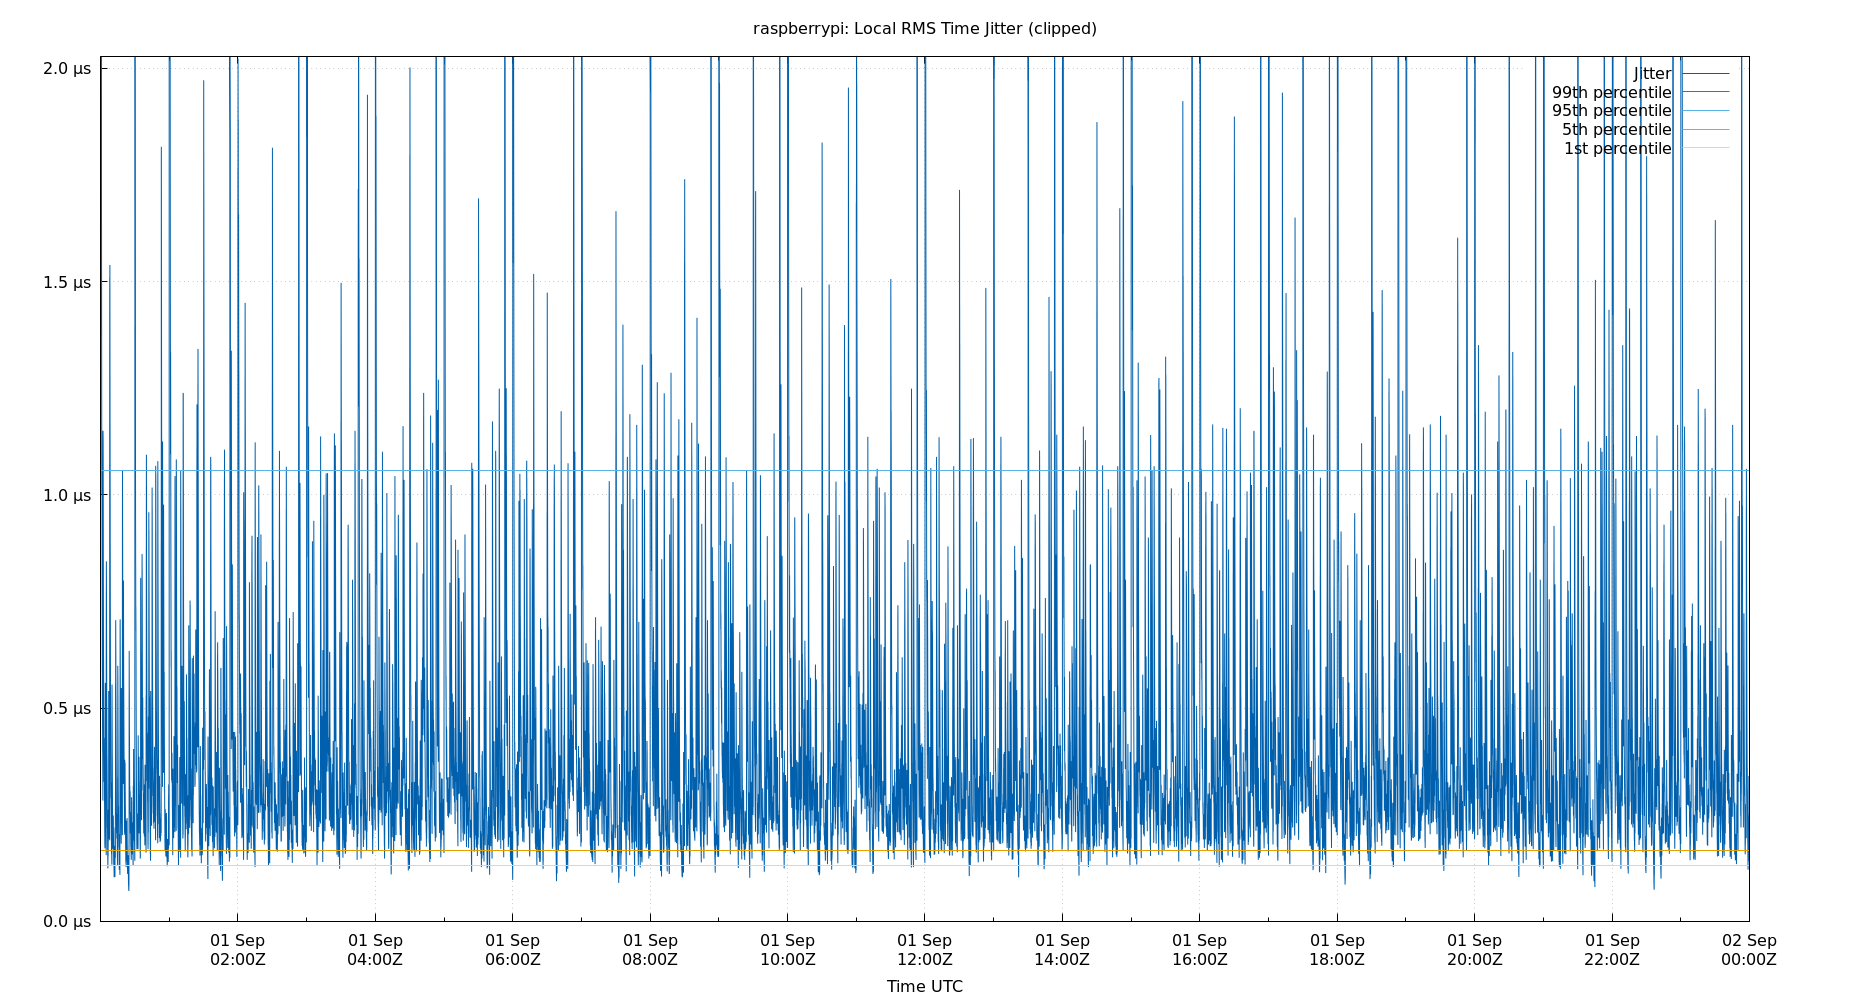 raspberrypi: Local RMS Time Jitter (clipped)
2.0 μs
1.5 μs
1.0 μs
0.5 μs
0.0 μs
Jitter
99th percentile
95th percentile
5th percentile
1st percentile
01 Sep 01 Sep 01 Sep 01 Sep 01 Sep 01 Sep 01 Sep 01 Sep 01 Sep 01 Sep 01 Sep 02 Sep
02:00Z 04:00Z 06:00Z 08:00Z 10:00Z 12:00Z 14:00Z 16:00Z 18:00Z 20:00Z 22:00Z 00:00Z
Time UTC